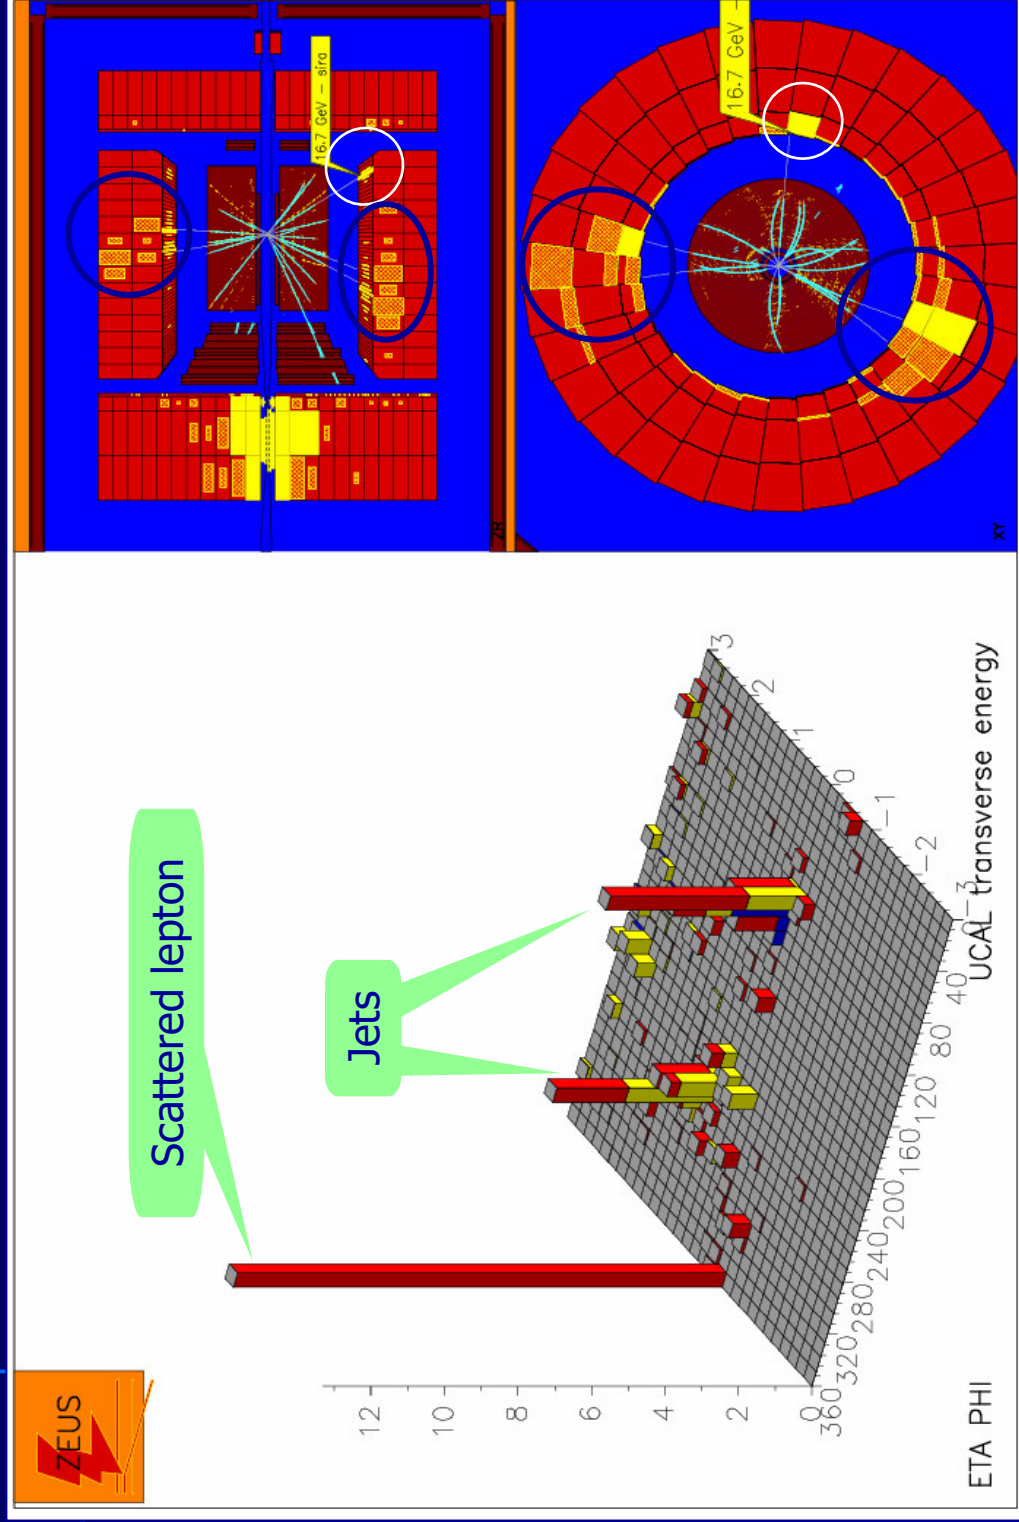 ZEUS
Scattered lepton
Jets
12
10
8
6
4
2
0
360
320
280
240
200
160
120
80
40
0
-3
-2
-1
0
1
2
3
ETA PHI
UCAL transverse energy
16.7 GeV – sira
ZR
16.7 GeV –
XY